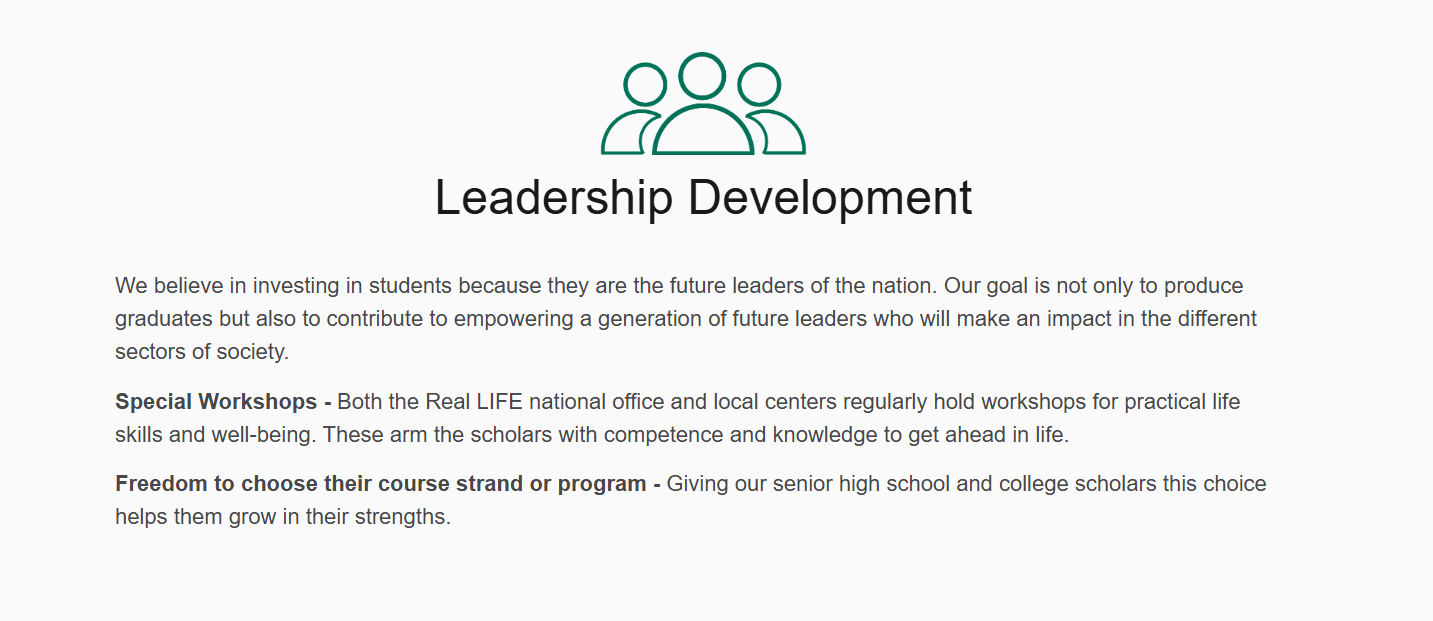 Leadership Development
We believe in investing in students because they are the future leaders of the nation. Our goal is not only to produce
graduates but also to contribute to empowering a generation of future leaders who will make an impact in the different
sectors of society.
Special Workshops - Both the Real LIFE national office and local centers regularly hold workshops for practical life
skills and well-being. These arm the scholars with competence and knowledge to get ahead in life.
Freedom to choose their course strand or program - Giving our senior high school and college scholars this choice
helps them grow in their strengths.